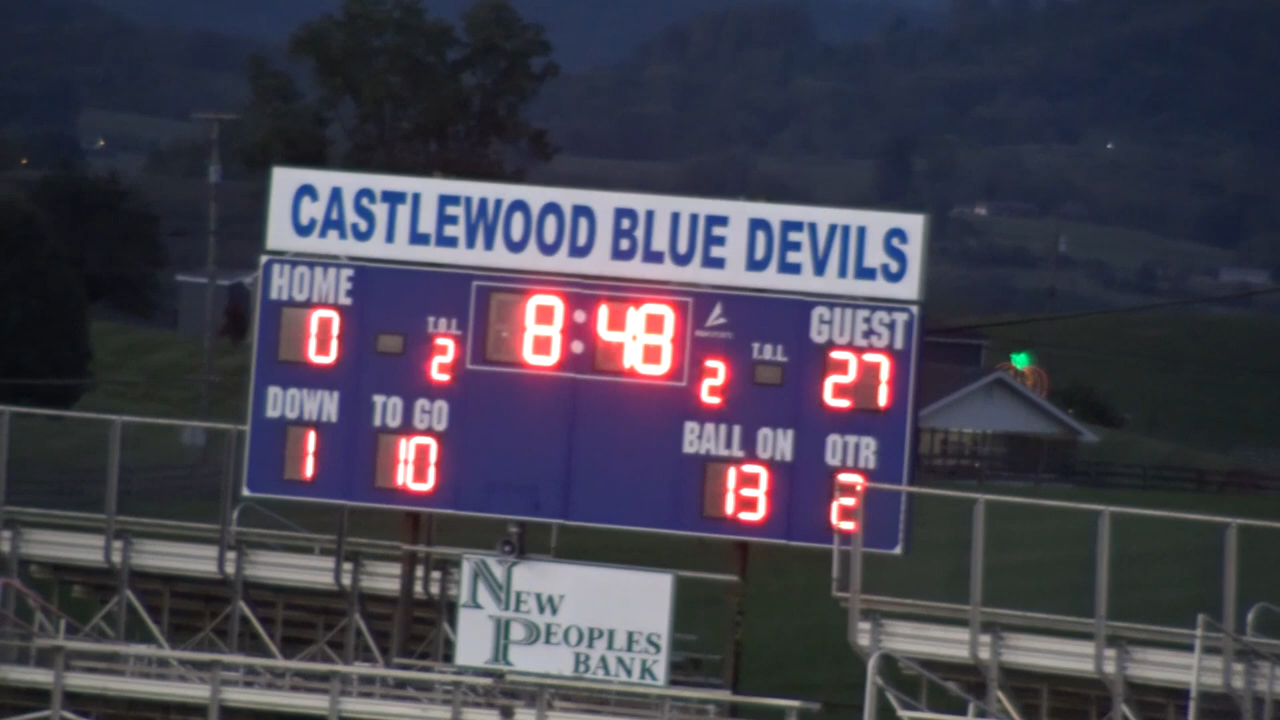 CASTLEWOOD BLUE DEVILS
HOME
0
T.O.L.
2
8:48
2
T.O.L.
GUEST
27
DOWN
1
TO GO
10
BALL ON
13
QTR
2
NEW
PEOPLES
BANK